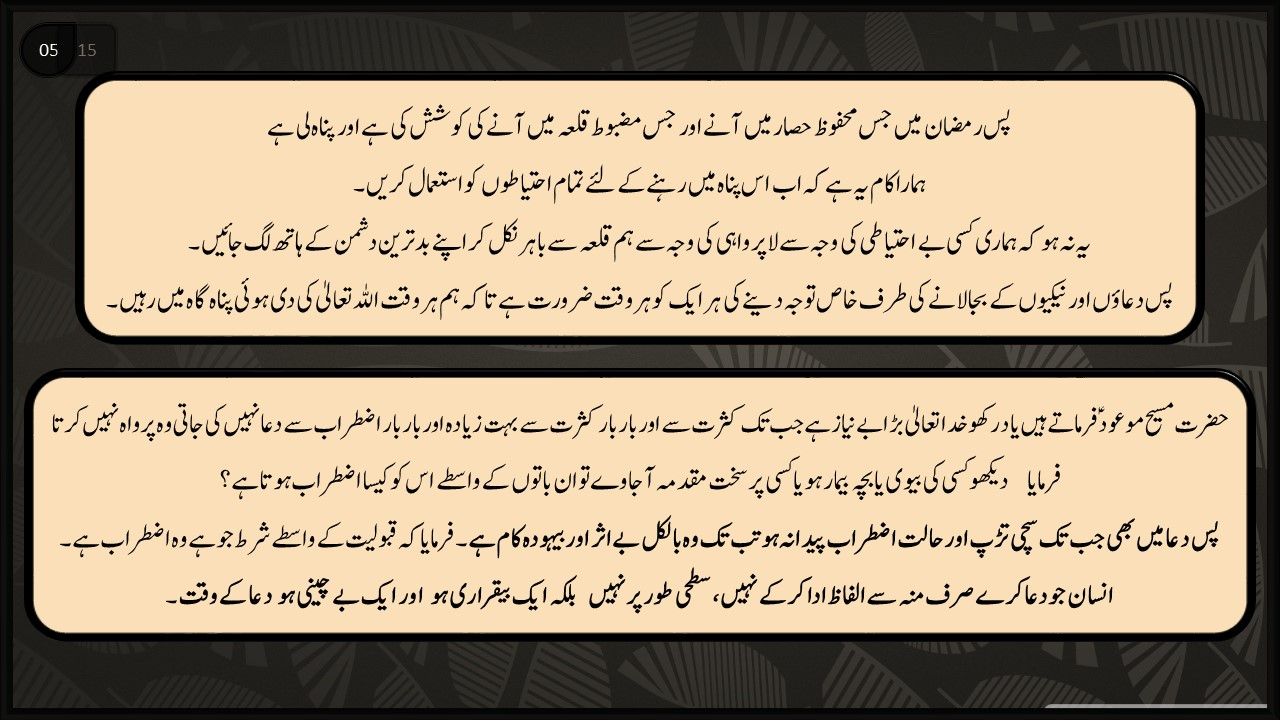 05 15
پس رمضان میں جس محفوظ حصار میں آنے اور جس مضبوط قلعہ میں آنے کی کوشش کی ہے اور پناہ لی ہے
ہمارا کام یہ ہے کہ اب اس پناہ میں رہنے کے لئے تمام احتیاطوں کو استعمال کریں۔
یہ نہ ہو کہ ہماری کسی بے احتیاطی کی وجہ سے لا پرواہی کی وجہ سے ہم قلعہ سے باہر نکل کر اپنے بدترین دشمن کے ہاتھ لگ جائیں۔
پس دعاؤں اور نیکیوں کے بجالانے کی طرف خاص توجہ دینے کی ہر ایک کو ہر وقت ضرورت ہے تا کہ ہم ہر وقت اللہ تعالیٰ کی دی ہوئی پناہ گاہ میں رہیں۔
حضرت مسیح موعودؑ فرماتے ہیں یاد رکھو خدا تعالیٰ بڑا بے نیاز ہے جب تک کثرت سے اور بار بار کثرت سے بہت زیادہ اور بار بار اضطراب سے دعا نہیں کی جاتی وہ پرواہ نہیں کرتا
فرمایا دیکھو کسی کی بیوی یا بچہ بیمار ہو یا کسی پر سخت مقدمہ آ جاوے تو ان باتوں کے واسطے اس کو کیسا اضطراب ہوتا ہے؟
پس دعا میں بھی جب تک سچی تڑپ اور حالت اضطراب پیدا نہ ہو تب تک وہ بالکل بے اثر اور بیہودہ کام ہے۔ فرمایا کہ قبولیت کے واسطے شرط جو ہے وہ اضطراب ہے۔
انسان جو دعا کرے صرف منہ سے الفاظ ادا کر کے نہیں، سطحی طور پر نہیں بلکہ ایک بیقراری ہو اور ایک بے چینی ہو دعا کے وقت۔